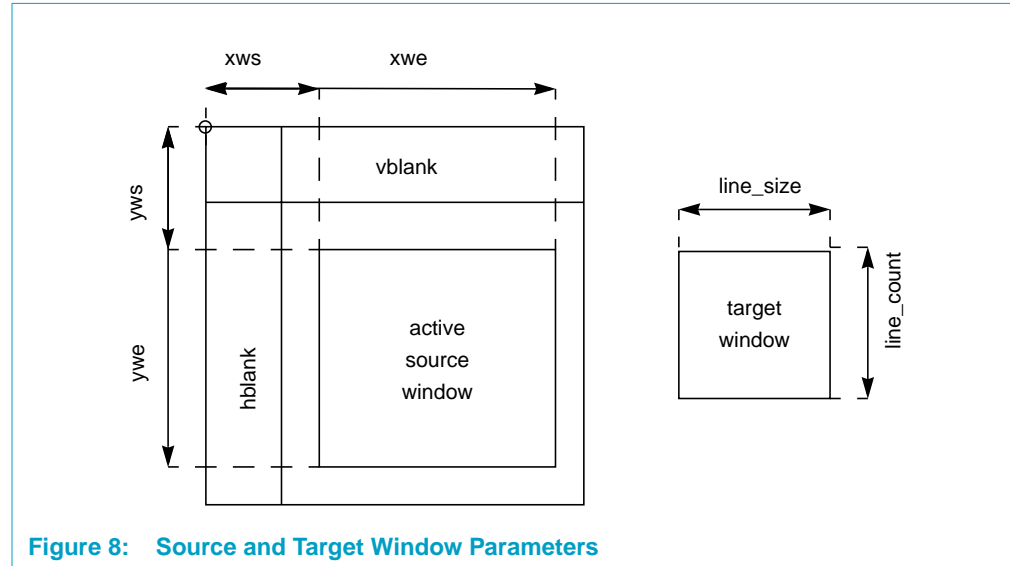 xws
xwe
yws
vblank
line_size
ywe
hblank
active
source
window
target
window
line_count
Figure 8: Source and Target Window Parameters